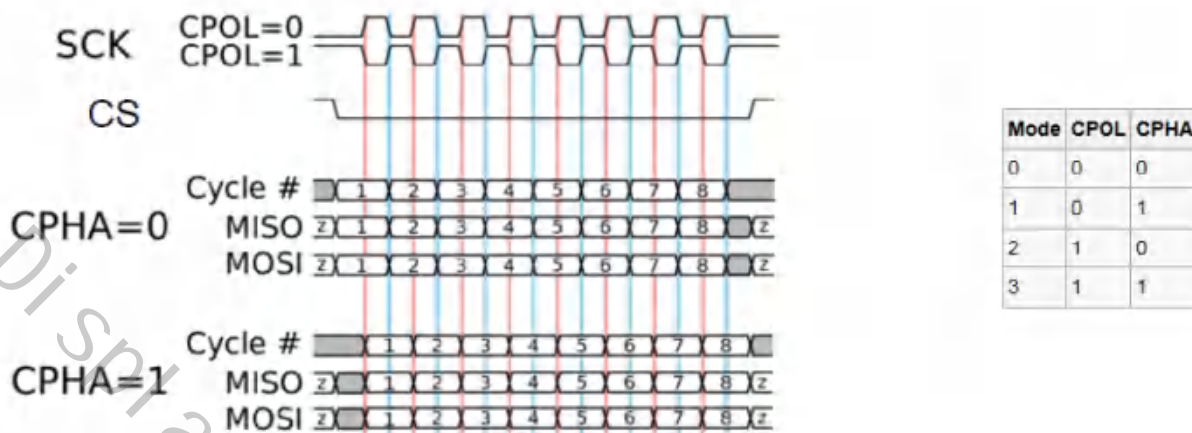 SCK CPOL=0
CPOL=1
CS
Cycle # 1 2 3 4 5 6 7 8
CPHA=0 MISO z 1 2 3 4 5 6 7 8 z
MOSI z 1 2 3 4 5 6 7 8 z
Cycle # 1 2 3 4 5 6 7 8
CPHA=1 MISO z 1 2 3 4 5 6 7 8 z
MOSI z 1 2 3 4 5 6 7 8 z
Mode CPOL CPHA
0 0 0
1 0 1
2 1 0
3 1 1